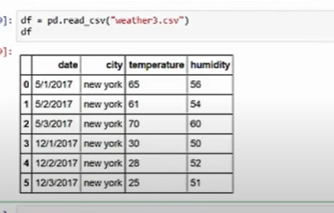 ]: df = pd.read_csv("weather3.csv")
df
]:
date city temperature humidity
0 5/1/2017 new york 65 56
1 5/2/2017 new york 61 54
2 5/3/2017 new york 70 60
3 12/1/2017 new york 30 50
4 12/2/2017 new york 28 52
5 12/3/2017 new york 25 51